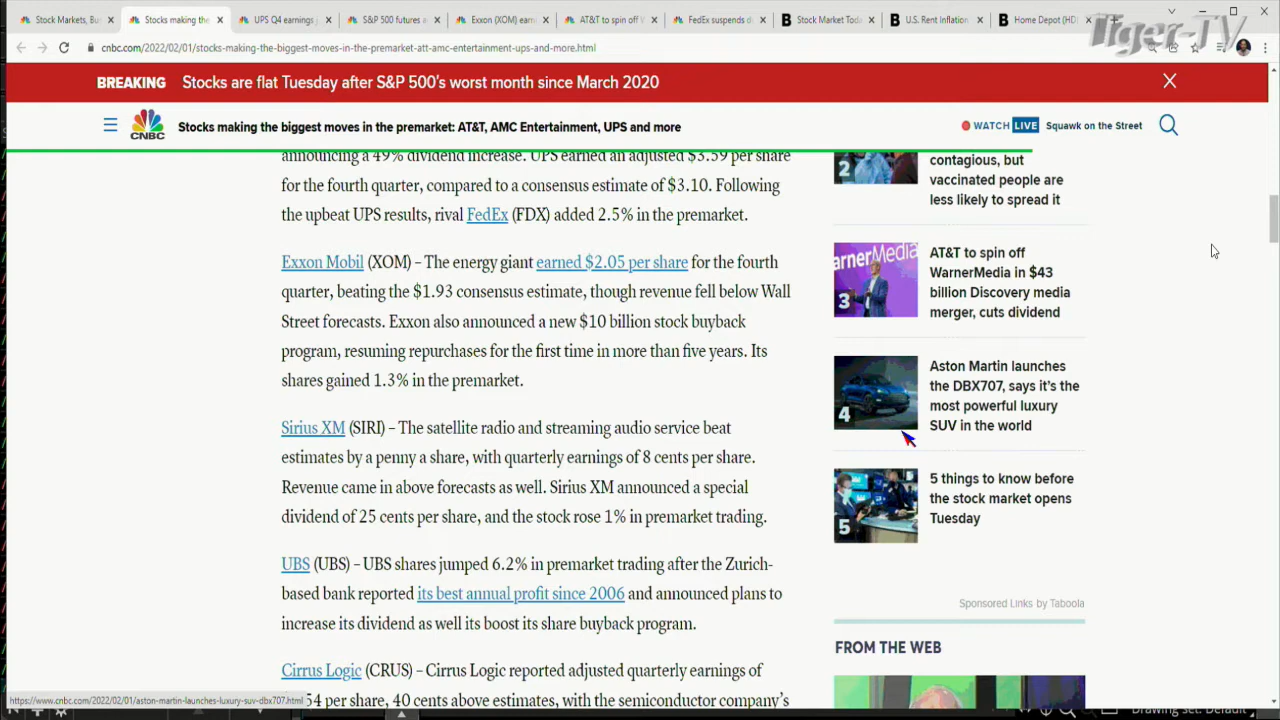 Stocks making the
UPS Q4 earnings j
S&P 500 futures a
Exxon (XOM) earn
AT&T to spin off W
FedEx suspends d
Stock Market Toda
U.S. Rent Inflation
Home Depot (HD)
Tiger-TV
cnbc.com/2022/02/01/stocks-making-the-biggest-moves-in-the-premarket-att-amc-entertainment-ups-and-more.html
BREAKING Stocks are flat Tuesday after S&P 500's worst month since March 2020
CNBC
Stocks making the biggest moves in the premarket: AT&T, AMC Entertainment, UPS and more
WATCH LIVE Squawk on the Street
announcing a 49% dividend increase. UPS earned an adjusted $3.59 per share
for the fourth quarter, compared to a consensus estimate of $3.10. Following
the upbeat UPS results, rival FedEx (FDX) added 2.5% in the premarket.
Exxon Mobil (XOM) – The energy giant earned $2.05 per share for the fourth
quarter, beating the $1.93 consensus estimate, though revenue fell below Wall
Street forecasts. Exxon also announced a new $10 billion stock buyback
program, resuming repurchases for the first time in more than five years. Its
shares gained 1.3% in the premarket.
Sirius XM (SIRI) – The satellite radio and streaming audio service beat
estimates by a penny a share, with quarterly earnings of 8 cents per share.
Revenue came in above forecasts as well. Sirius XM announced a special
dividend of 25 cents per share, and the stock rose 1% in premarket trading.
UBS (UBS) – UBS shares jumped 6.2% in premarket trading after the Zurich-
based bank reported its best annual profit since 2006 and announced plans to
increase its dividend as well its boost its share buyback program.
Cirrus Logic (CRUS) – Cirrus Logic reported adjusted quarterly earnings of
54 per share, 40 cents above estimates, with the semiconductor company's
2
contagious, but
vaccinated people are
less likely to spread it
arnerMedia
3
AT&T to spin off
WarnerMedia in $43
billion Discovery media
merger, cuts dividend
4
Aston Martin launches
the DBX707, says it's the
most powerful luxury
SUV in the world
5
5 things to know before
the stock market opens
Tuesday
Sponsored Links by Taboola
FROM THE WEB
https://www.cnbc.com/2022/02/01/aston-martin-launches-luxury-suv-dbx707.html
Drawing set: Default